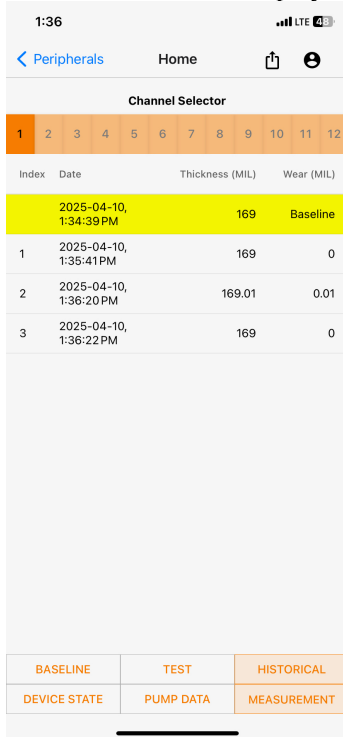 1:36 LTE 48
Peripherals Home
Channel Selector
1 2 3 4 5 6 7 8 9 10 11 12
Index Date Thickness (MIL) Wear (MIL)
2025-04-10,
1:34:39 PM 169 Baseline
2025-04-10,
1 1:35:41 PM 169 0
2025-04-10,
2 1:36:20 PM 169.01 0.01
2025-04-10,
3 1:36:22 PM 169 0
BASELINE TEST HISTORICAL
DEVICE STATE PUMP DATA MEASUREMENT